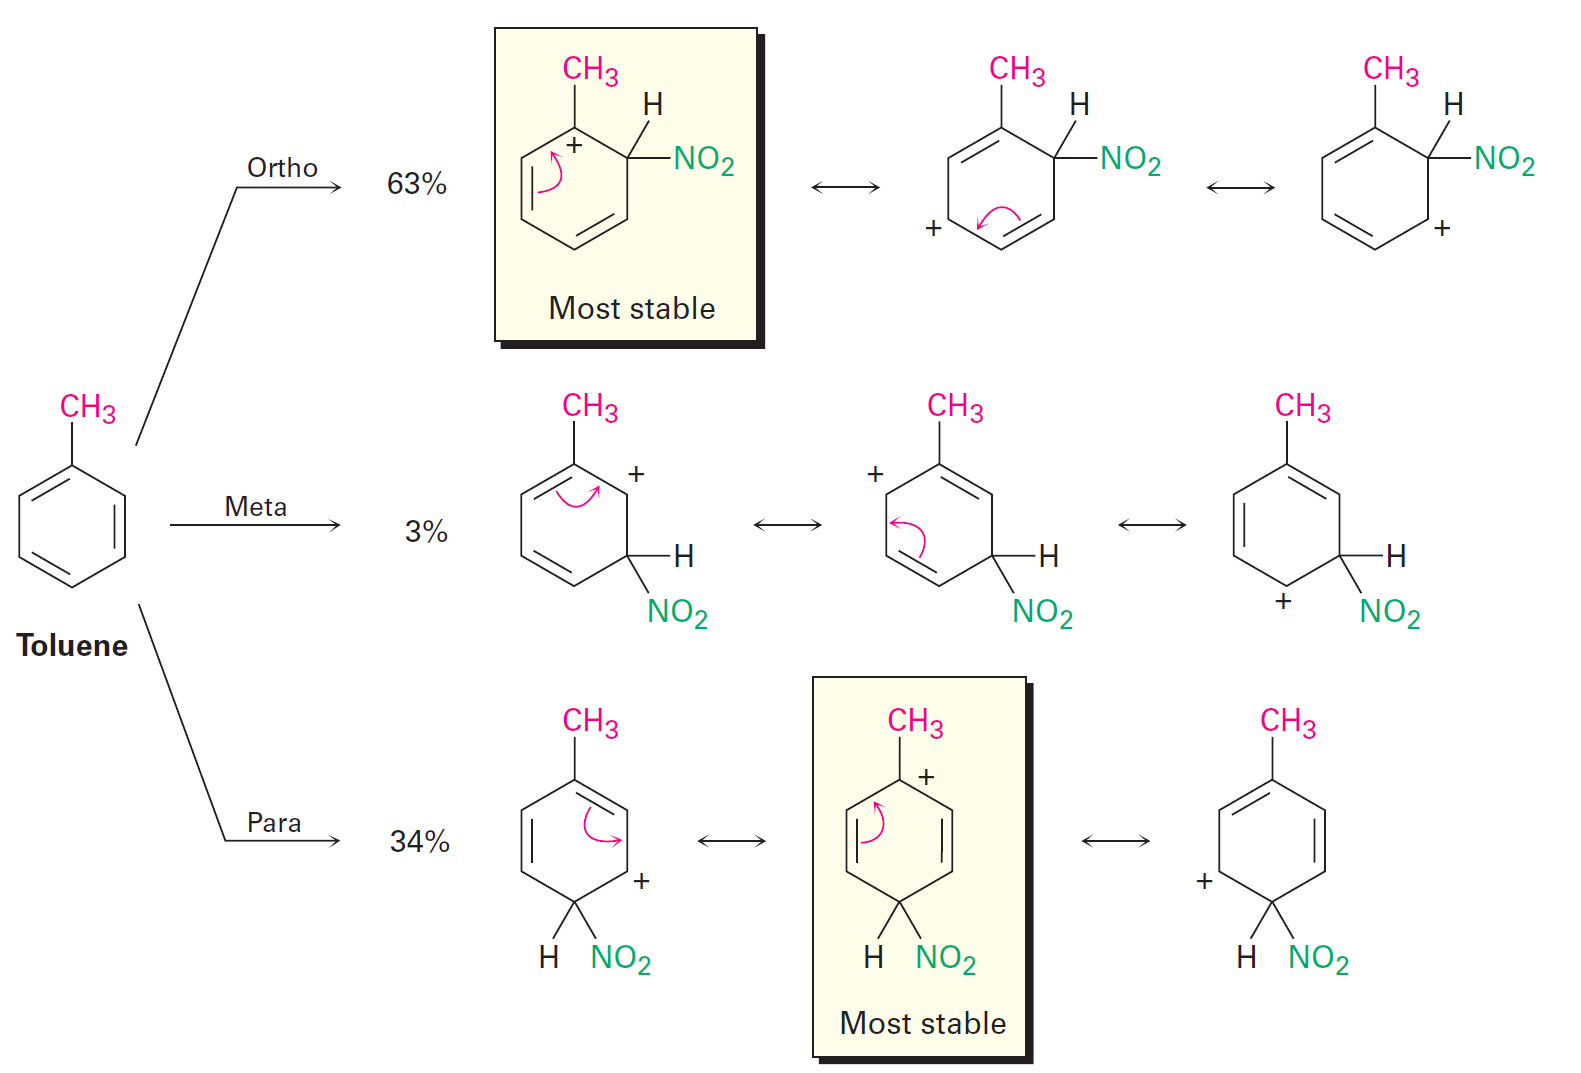 CH₃ CH₃ CH₃
H H H
Ortho 63% + NO₂ NO₂ NO₂
+ +
Most stable
CH₃ CH₃ CH₃ CH₃
+ +
Meta 3% H H H
+
NO₂ NO₂ NO₂
Toluene
CH₃ CH₃ CH₃
+
Para 34%
+ +
H NO₂ H NO₂ H NO₂
Most stable